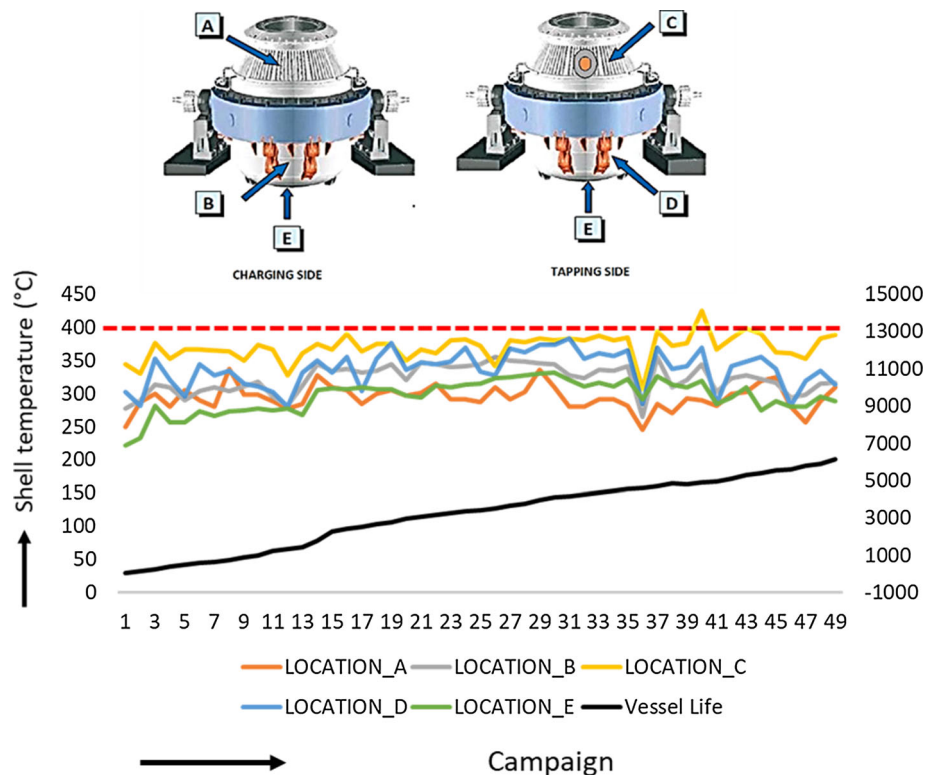 A
C
B
D
E
E
CHARGING SIDE
TAPPING SIDE
Shell temperature (°C)
450
400
350
300
250
200
150
100
50
0
15000
13000
11000
9000
7000
5000
3000
1000
-1000
1 3 5 7 9 11 13 15 17 19 21 23 25 27 29 31 33 35 37 39 41 43 45 47 49
LOCATION_A LOCATION_B LOCATION_C
LOCATION_D LOCATION_E Vessel Life
Campaign